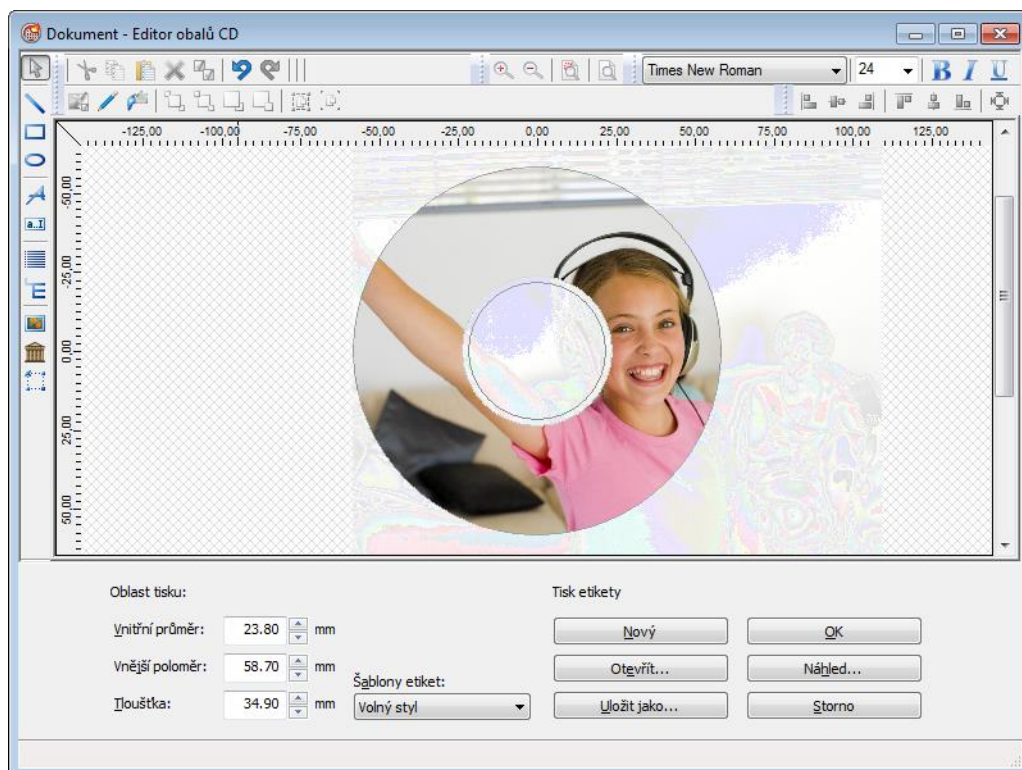 Dokument - Editor obalů CD
Times New Roman
24
B I U
-125,00 -100,00 -75,00 -50,00 -25,00 0,00 25,00 50,00 75,00 100,00 125,00
-50,00
-25,00
0,00
25,00
50,00
a..I
Oblast tisku:
Vnitřní průměr: 23.80 mm
Vnější poloměr: 58.70 mm
Tloušťka: 34.90 mm
Šablony etiket:
Volný styl
Tisk etikety
Nový OK
Otevřít... Náhled...
Uložit jako... Storno